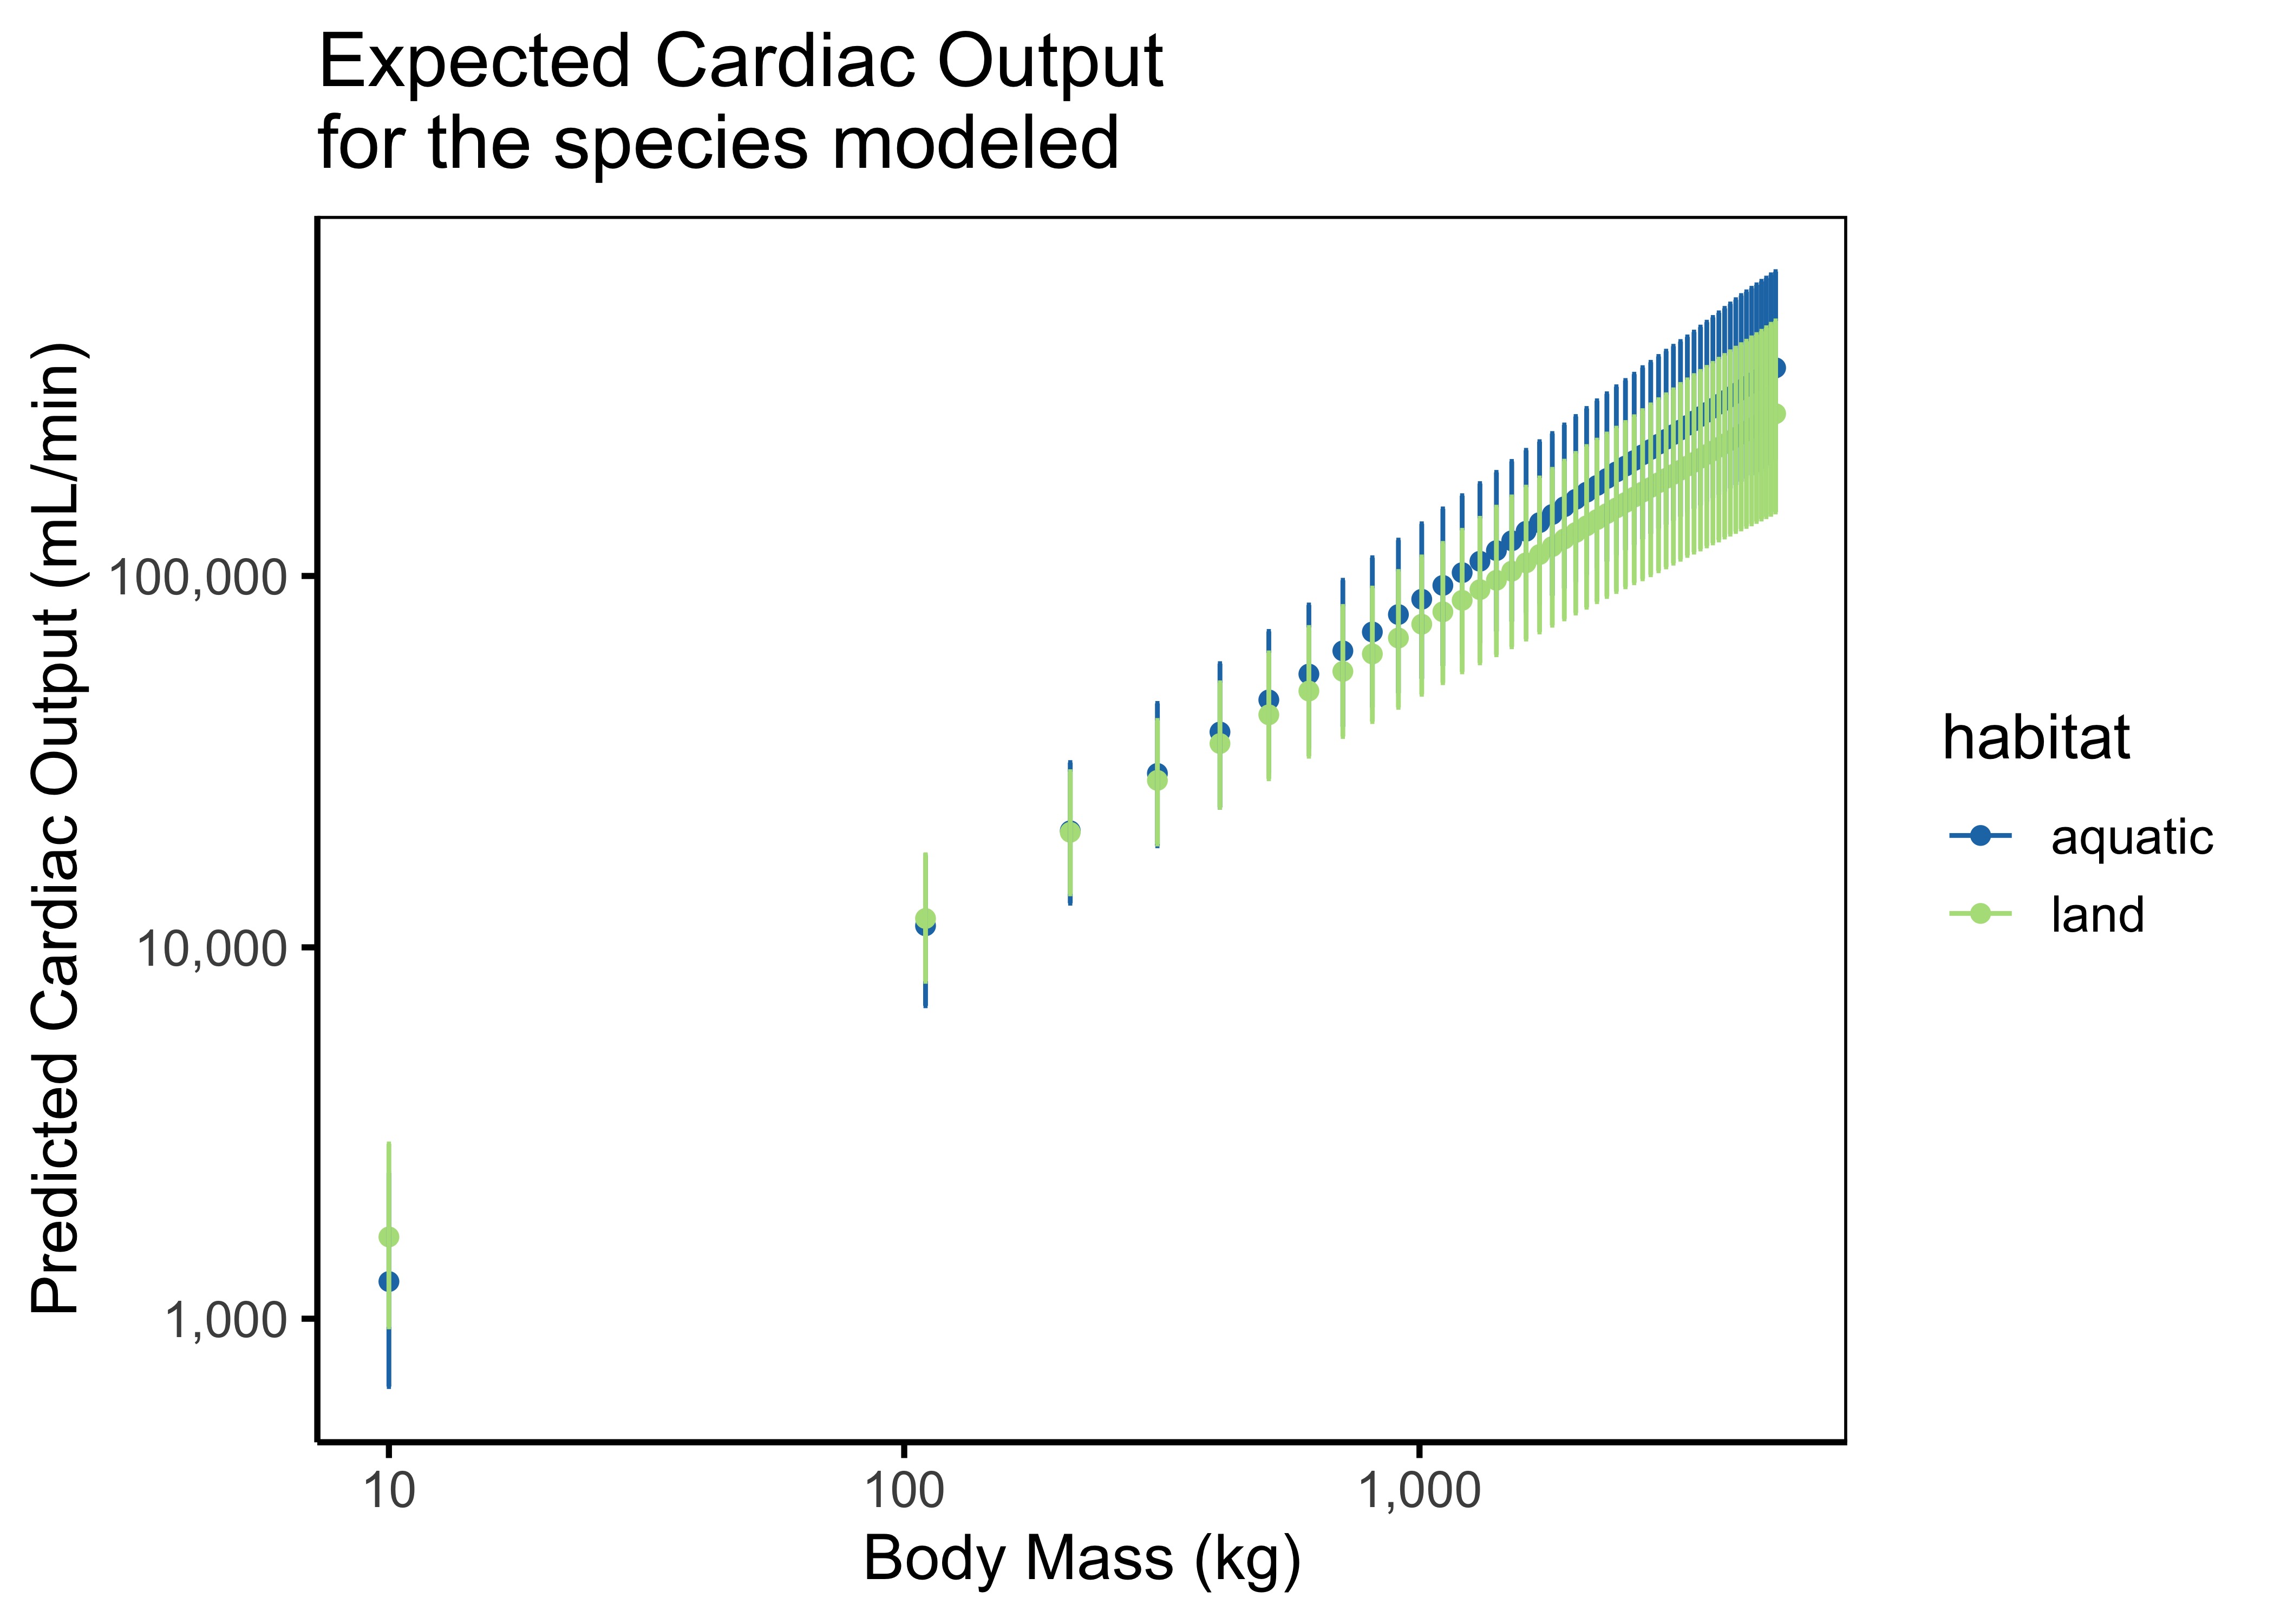 Expected Cardiac Output
for the species modeled
Predicted Cardiac Output (mL/min)
100,000
10,000
1,000
10
100
1,000
Body Mass (kg)
habitat
aquatic
land